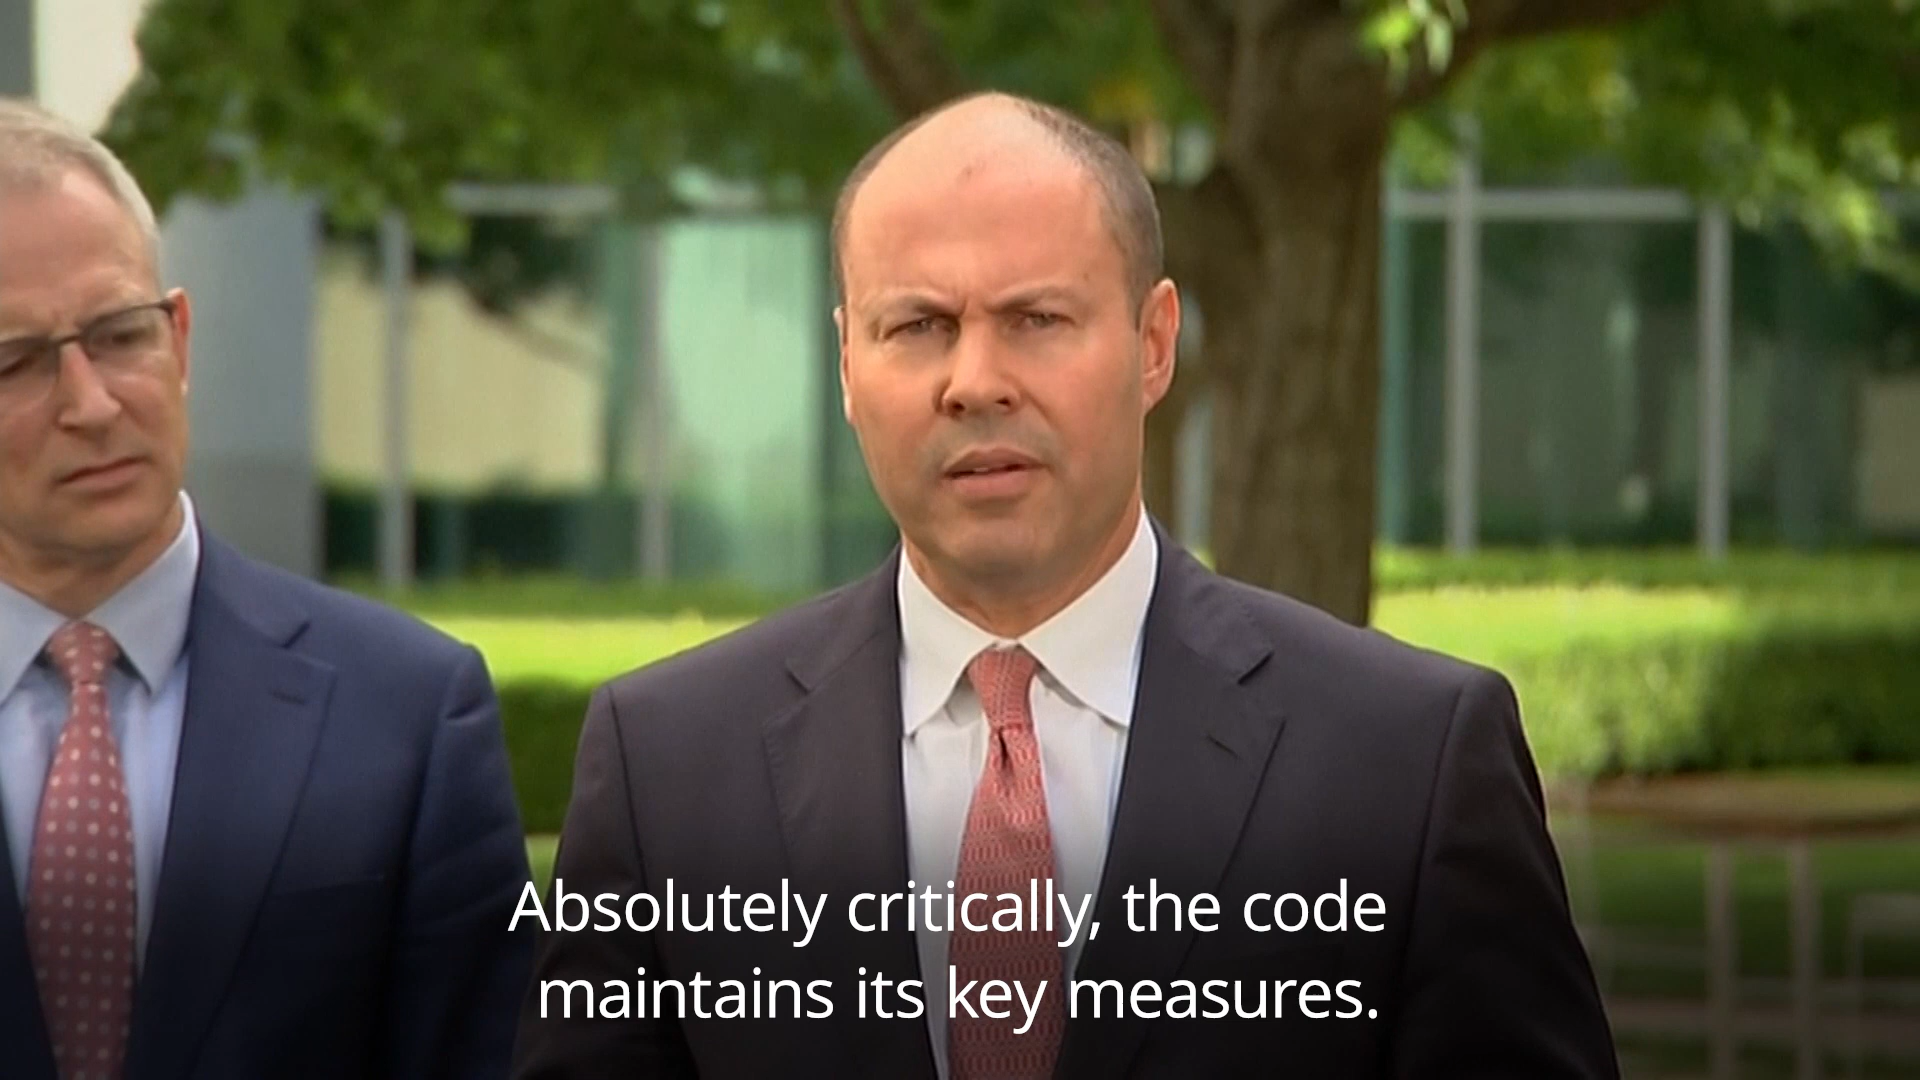 Absolutely critically, the code
maintains its key measures.